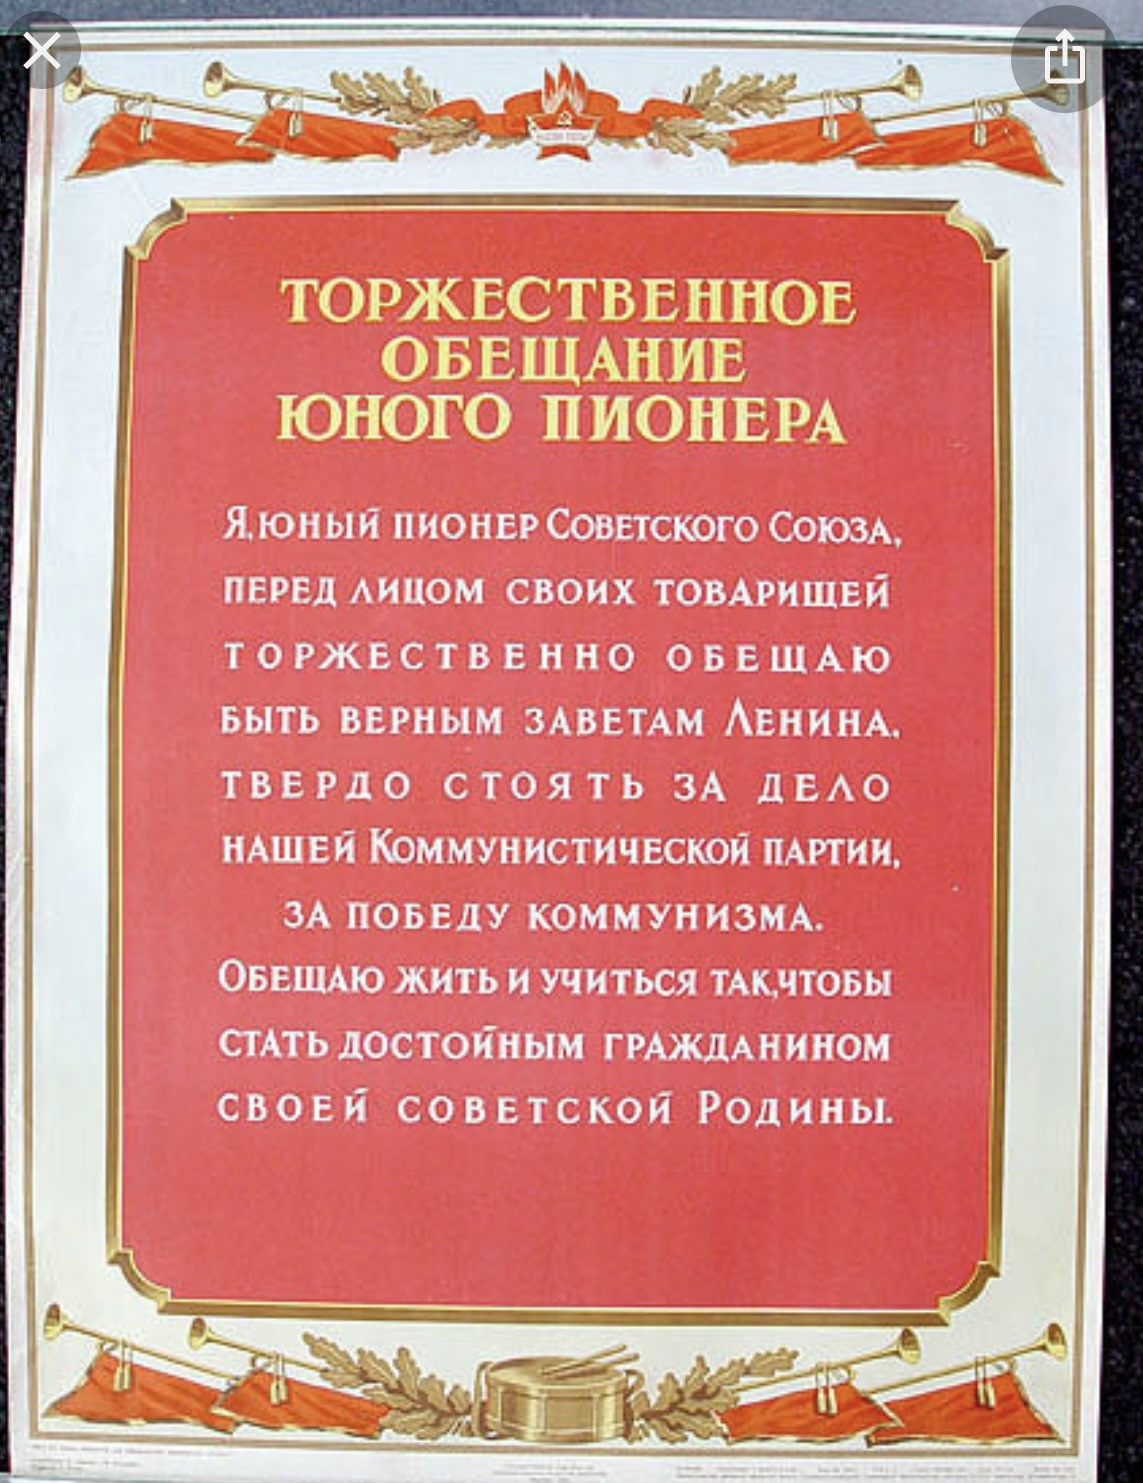 ТОРЖЕСТВЕННОЕ
ОБЕЩАНИЕ
ЮНОГО ПИОНЕРА
Я, ЮНЫЙ ПИОНЕР СОВЕТСКОГО СОЮЗА,
ПЕРЕД ЛИЦОМ СВОИХ ТОВАРИЩЕЙ
ТОРЖЕСТВЕННО ОБЕЩАЮ
БЫТЬ ВЕРНЫМ ЗАВЕТАМ ЛЕНИНА,
ТВЕРДО СТОЯТЬ ЗА ДЕЛО
НАШЕЙ КОММУНИСТИЧЕСКОЙ ПАРТИИ,
ЗА ПОБЕДУ КОММУНИЗМА.
ОБЕЩАЮ ЖИТЬ И УЧИТЬСЯ ТАК, ЧТОБЫ
СТАТЬ ДОСТОЙНЫМ ГРАЖДАНИНОМ
СВОЕЙ СОВЕТСКОЙ РОДИНЫ.